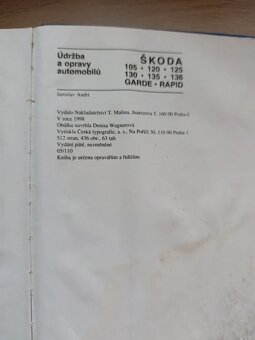 Údržba
a opravy
automobilů
ŠKODA
105 • 120 • 125
130 • 135 • 136
GARDE • RAPID
Jaroslav Andrt
Vydalo Nakladatelství T. Malina, Jourzova 5, 160 00 Praha 6
V roce 1998
Obálku navrhla Denisa Wagnerová
Vytiskla Česká typografie, a. s., Na Poříčí 30, 110 00 Praha 1
512 stran, 436 obr., 63 tab.
Vydání páté, nezměněné
05/110
Kniha je určena opravářům a řidičům